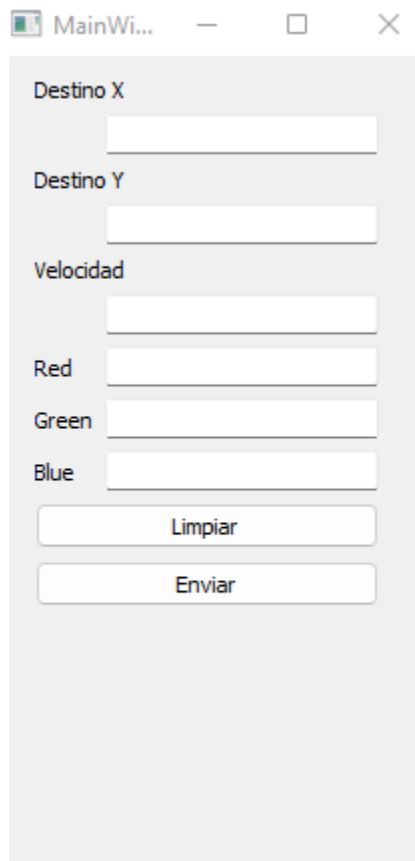 MainWi...
Destino X
Destino Y
Velocidad
Red
Green
Blue
Limpiar
Enviar